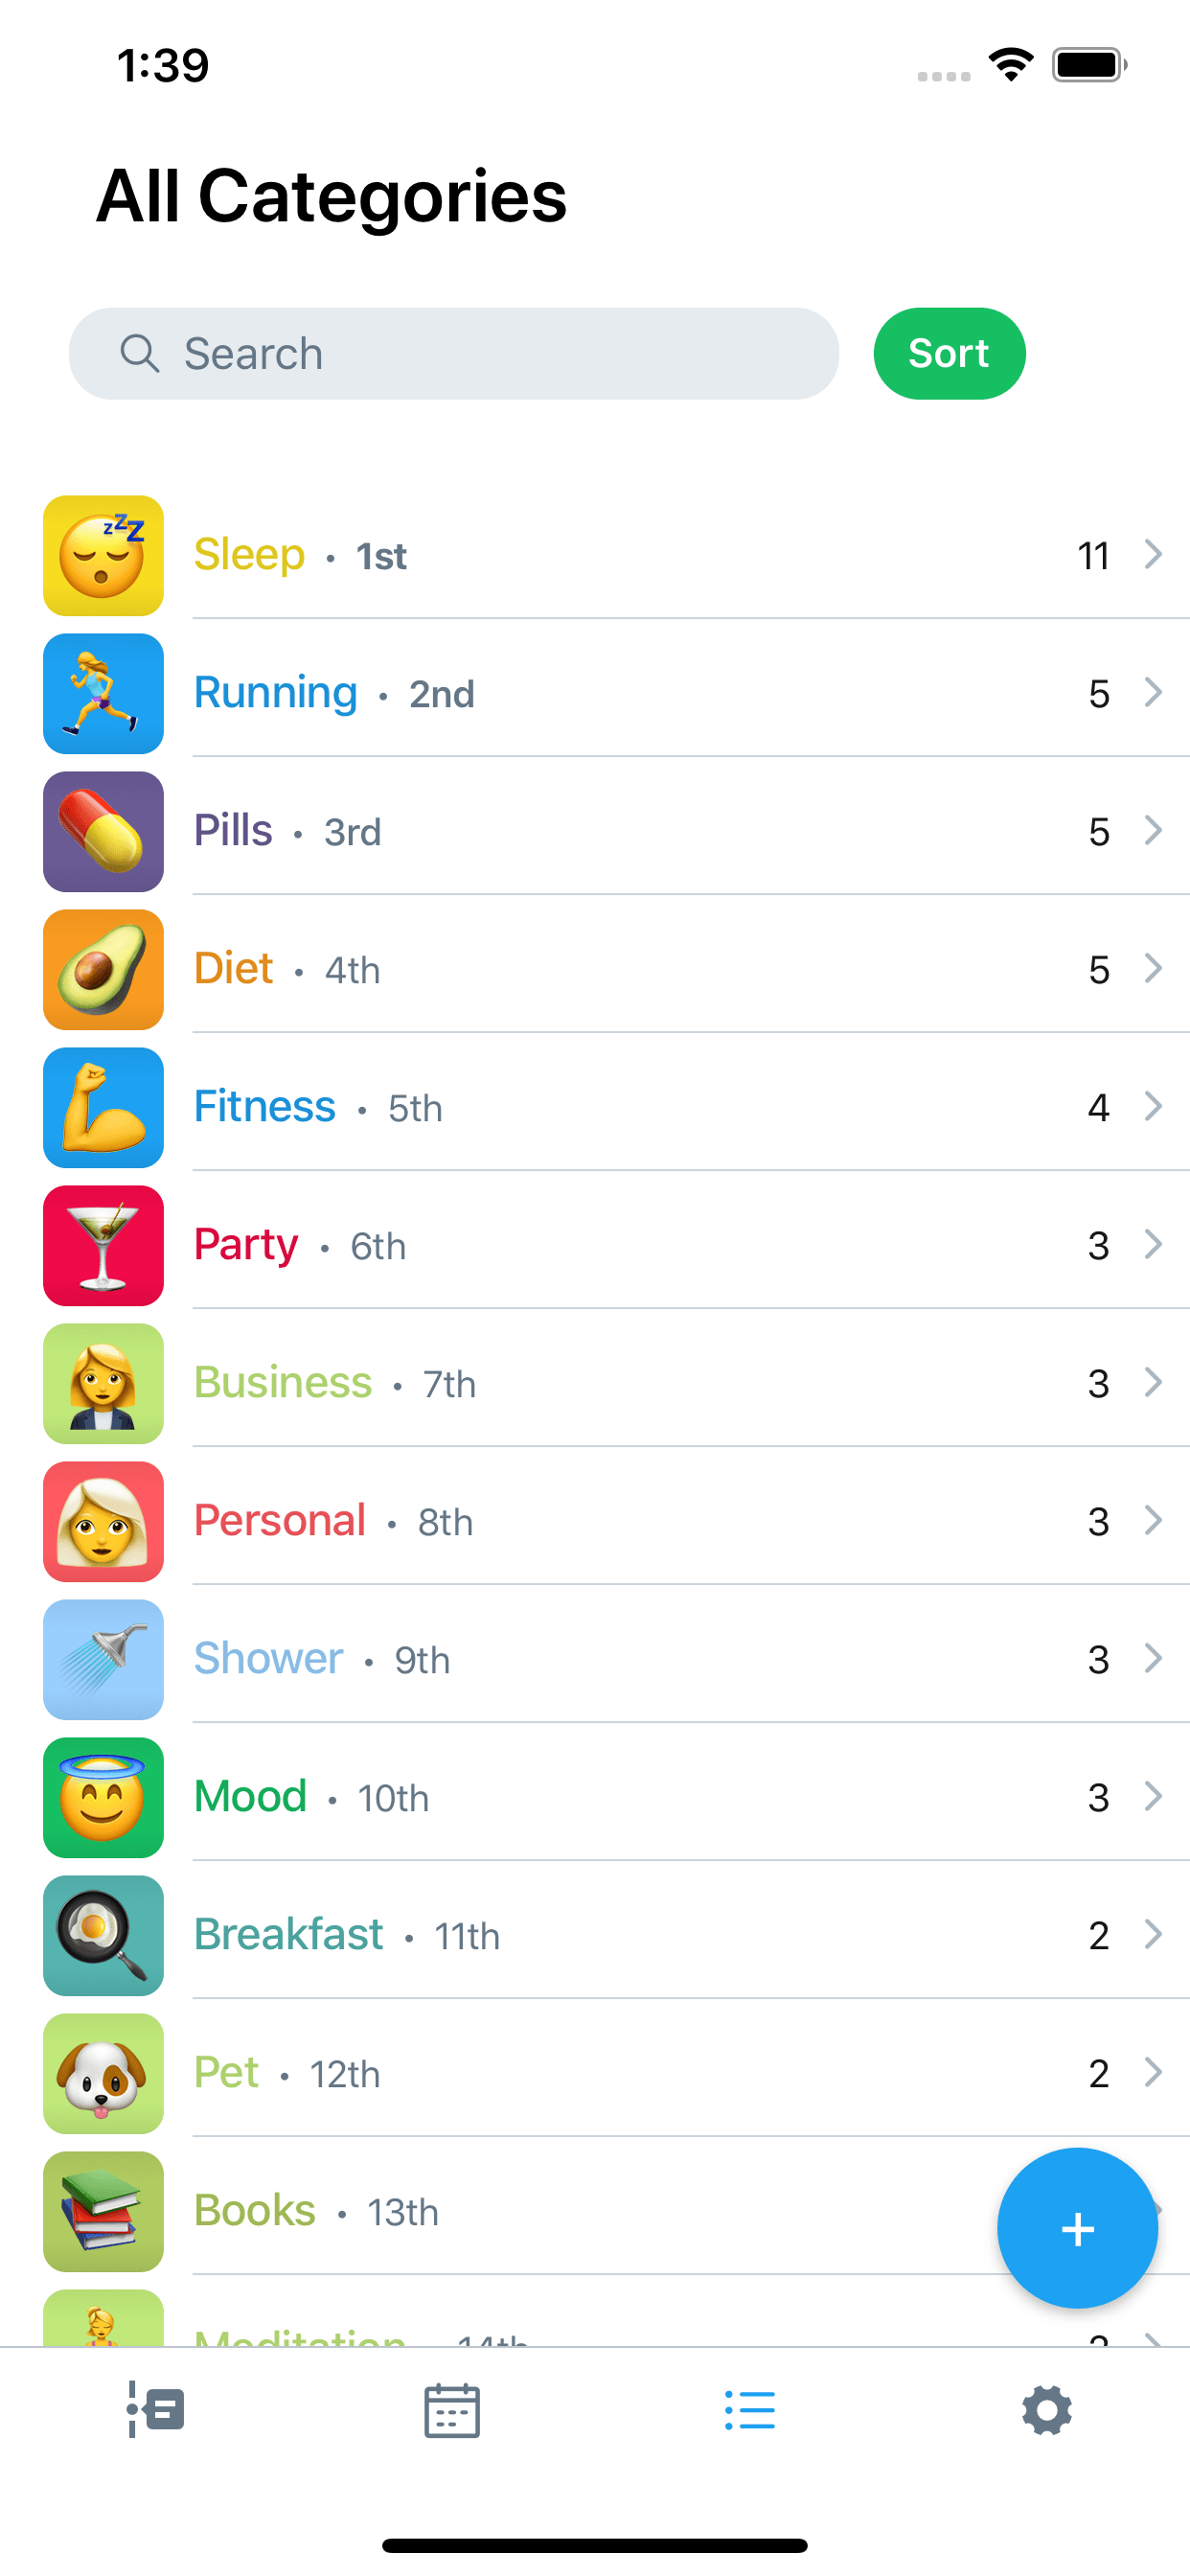 1:39
All Categories
Search
Sort
Sleep • 1st 11
Running • 2nd 5
Pills • 3rd 5
Diet • 4th 5
Fitness • 5th 4
Party • 6th 3
Business • 7th 3
Personal • 8th 3
Shower • 9th 3
Mood • 10th 3
Breakfast • 11th 2
Pet • 12th 2
Books • 13th
+
Meditation • 14th